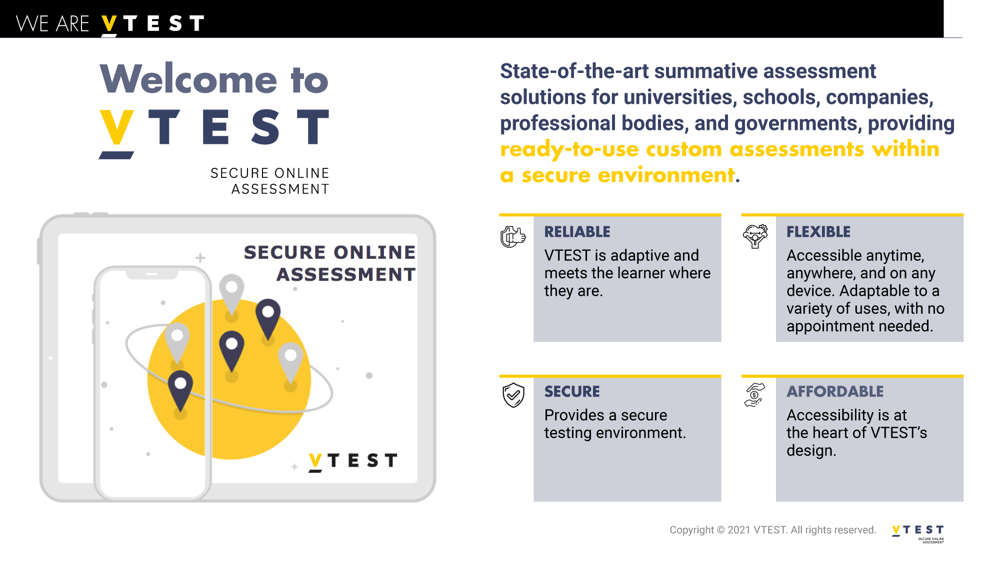 WE ARE VTEST
Welcome to
VTEST
SECURE ONLINE
ASSESSMENT
SECURE ONLINE
ASSESSMENT
VTEST
State-of-the-art summative assessment
solutions for universities, schools, companies,
professional bodies, and governments, providing
ready-to-use custom assessments within
a secure environment.
RELIABLE
VTEST is adaptive and
meets the learner where
they are.
FLEXIBLE
Accessible anytime,
anywhere, and on any
device. Adaptable to a
variety of uses, with no
appointment needed.
SECURE
Provides a secure
testing environment.
$
AFFORDABLE
Accessibility is at
the heart of VTEST’s
design.
Copyright © 2021 VTEST. All rights reserved.
VTEST
SECURE ONLINE
ASSESSMENT